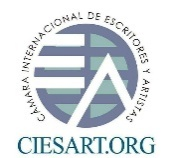 CÁMARA INTERNACIONAL DE ESCRITORES Y ARTISTAS
CIESART.ORG